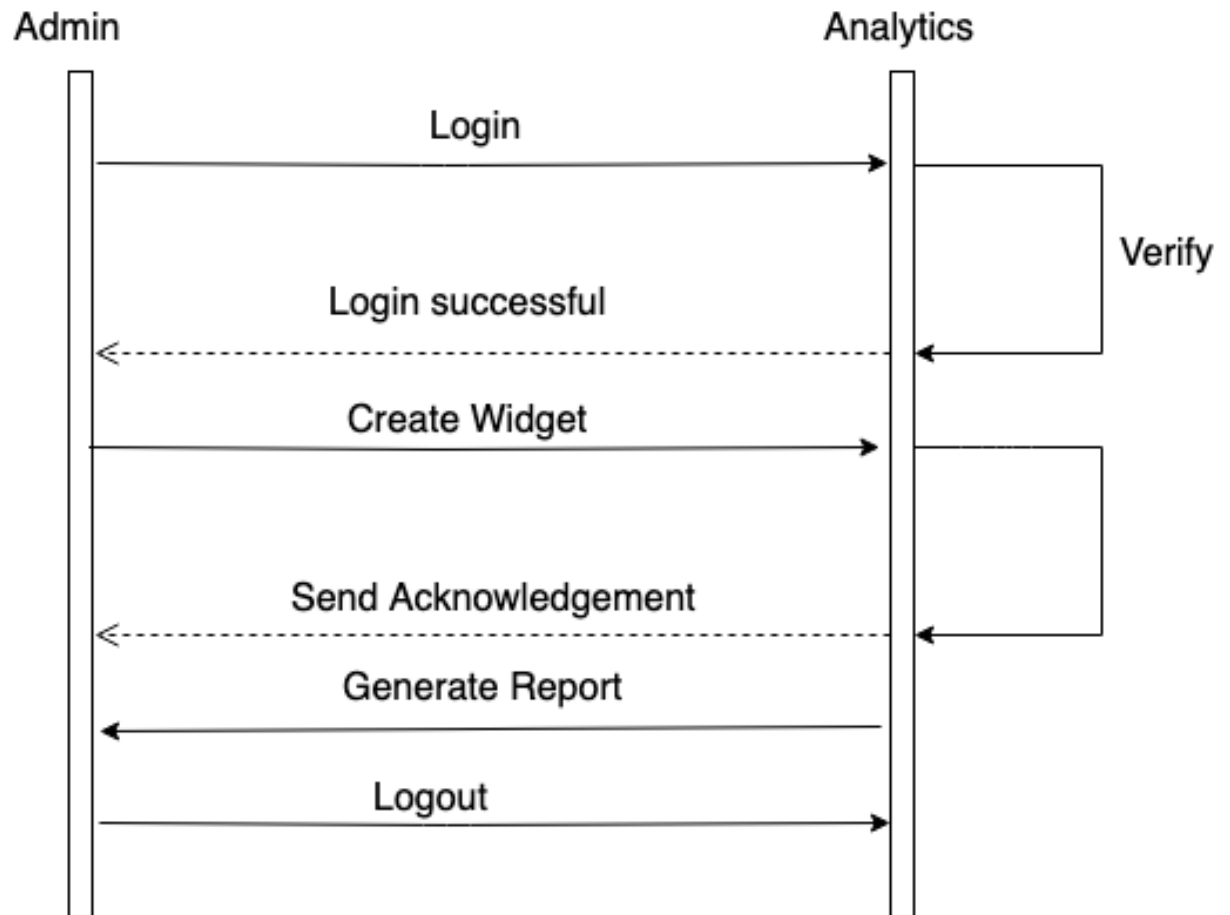 Admin
Analytics
Login
Verify
Login successful
Create Widget
Send Acknowledgement
Generate Report
Logout